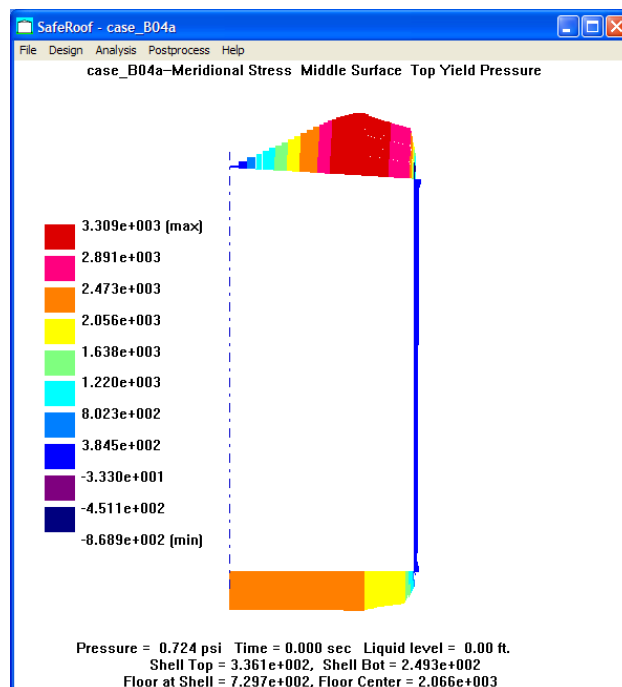 SafeRoof - case_B04a
File Design Analysis Postprocess Help
case_B04a-Meridional Stress Middle Surface Top Yield Pressure
3.309e+003 (max)
2.891e+003
2.473e+003
2.056e+003
1.638e+003
1.220e+003
8.023e+002
3.845e+002
-3.330e+001
-4.511e+002
-8.689e+002 (min)
Pressure = 0.724 psi Time = 0.000 sec Liquid level = 0.00 ft.
Shell Top = 3.361e+002, Shell Bot = 2.493e+002
Floor at Shell = 7.297e+002, Floor Center = 2.066e+003